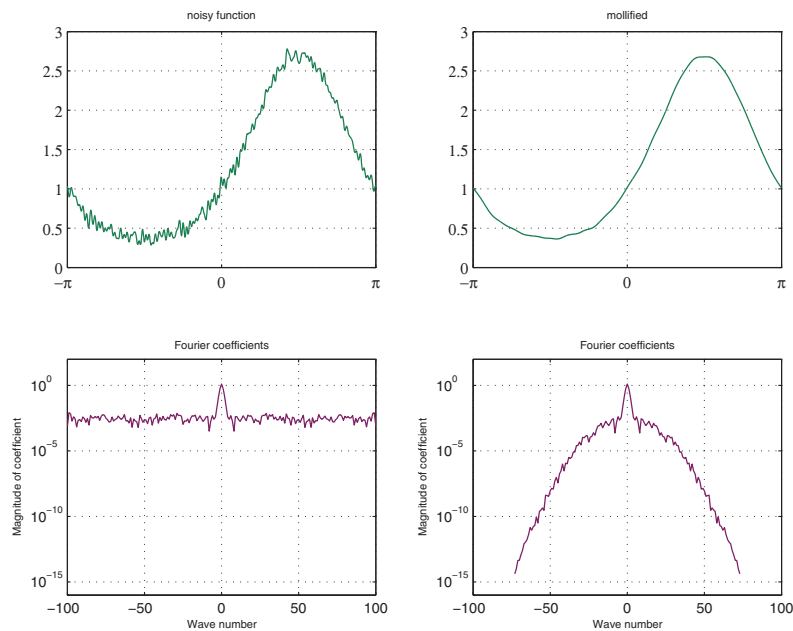 noisy function
3
2.5
2
1.5
1
0.5
0
−π
0
π
mollified
3
2.5
2
1.5
1
0.5
0
−π
0
π
Fourier coefficients
Magnitude of coefficient
10^0
10^−5
10^−10
10^−15
−100
−50
0
50
100
Wave number
Fourier coefficients
Magnitude of coefficient
10^0
10^−5
10^−10
10^−15
−100
−50
0
50
100
Wave number